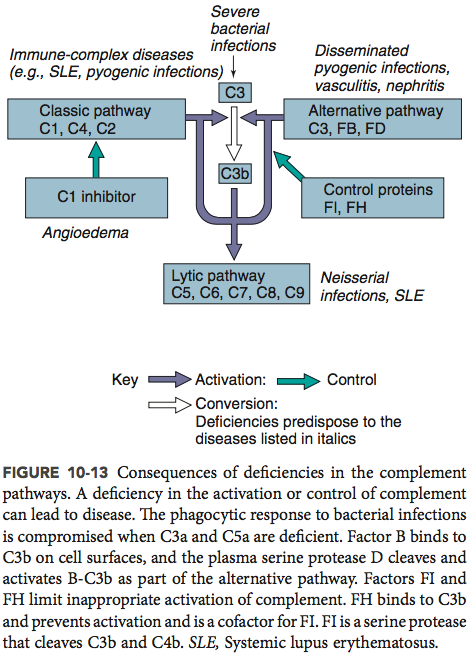 Severe
bacterial
infections
Immune-complex diseases
(e.g., SLE, pyogenic infections)
Disseminated
pyogenic infections,
vasculitis, nephritis
C3
Classic pathway
C1, C4, C2
Alternative pathway
C3, FB, FD
C3b
C1 inhibitor
Control proteins
FI, FH
Angioedema
Lytic pathway
C5, C6, C7, C8, C9
Neisserial
infections, SLE
Key
Activation:
Control
Conversion:
Deficiencies predispose to the
diseases listed in italics
FIGURE 10-13 Consequences of deficiencies in the complement
pathways. A deficiency in the activation or control of complement
can lead to disease. The phagocytic response to bacterial infections
is compromised when C3a and C5a are deficient. Factor B binds to
C3b on cell surfaces, and the plasma serine protease D cleaves and
activates B-C3b as part of the alternative pathway. Factors FI and
FH limit inappropriate activation of complement. FH binds to C3b
and prevents activation and is a cofactor for FI. FI is a serine protease
that cleaves C3b and C4b. SLE, Systemic lupus erythematosus.